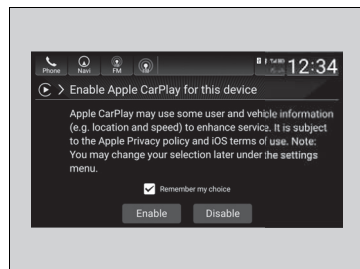 Phone
Navi
FM
12:34
Enable Apple CarPlay for this device
Apple CarPlay may use some user and vehicle information
(e.g. location and speed) to enhance service. It is subject
to the Apple Privacy policy and iOS terms of use. Note:
You may change your selection later under the settings
menu.
Remember my choice
Enable
Disable